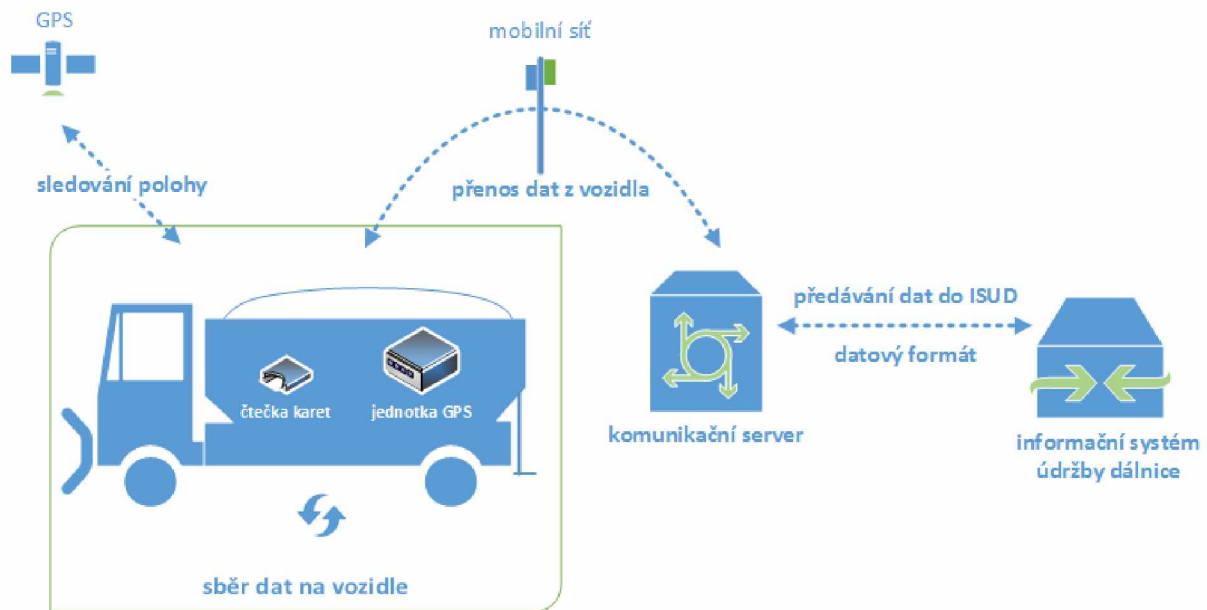 GPS
mobilní síť
sledování polohy
přenos dat z vozidla
předávání dat do ISUD
datový formát
čtečka karet
jednotka GPS
komunikační server
informační systém
údržby dálnice
sběr dat na vozidle